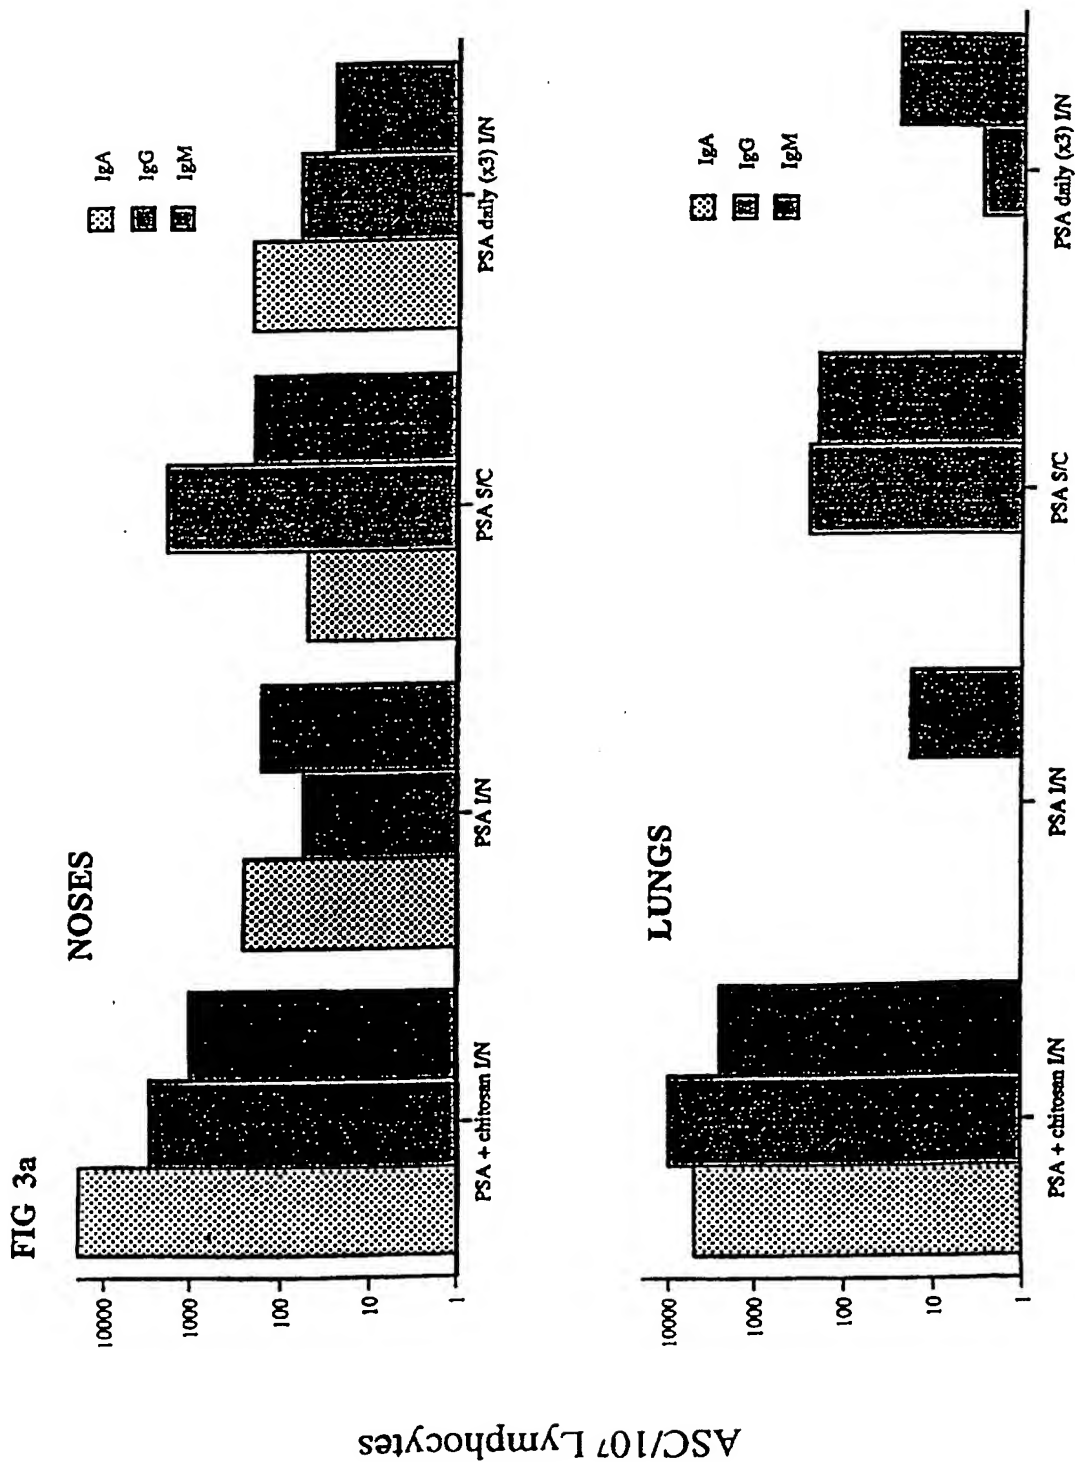 FIG 3a
NOSES
IgA
IgG
IgM
10000
1000
100
10
1
PSA + chitosan I/N
PSA I/N
PSA S/C
PSA daily (x3) I/N
ASC/10⁷ Lymphocytes
LUNGS
IgA
IgG
IgM
10000
1000
100
10
1
PSA + chitosan I/N
PSA I/N
PSA S/C
PSA daily (x3) I/N